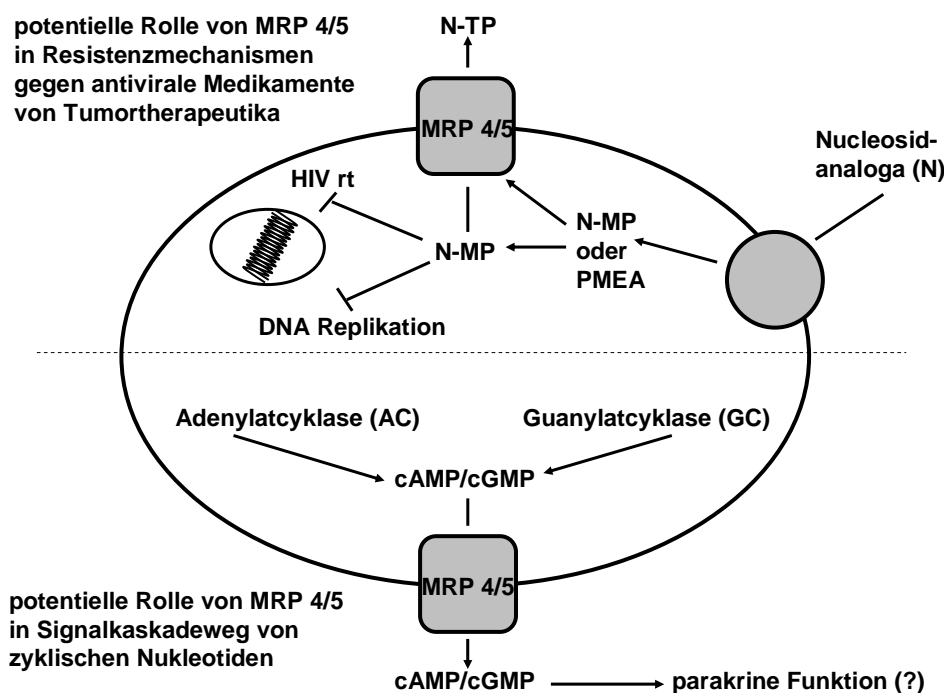 potentielle Rolle von MRP 4/5
in Resistenzmechanismen
gegen antivirale Medikamente
von Tumortherapeutika
N-TP
MRP 4/5
Nucleosid-
analoga (N)
HIV rt
N-MP
N-MP
oder
PMEA
DNA Replikation
Adenylatcyklase (AC)
Guanylatcyklase (GC)
cAMP/cGMP
MRP 4/5
potentielle Rolle von MRP 4/5
in Signalkaskadeweg von
zyklischen Nukleotiden
cAMP/cGMP
parakrine Funktion (?)